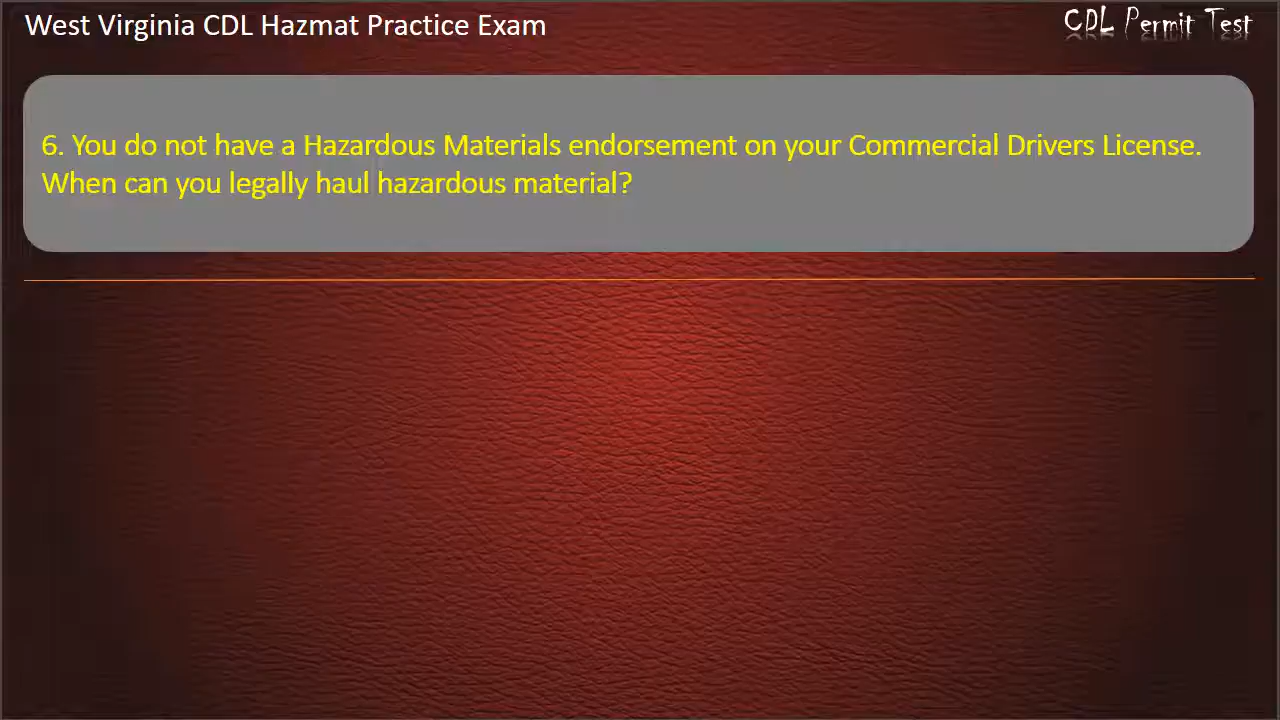 West Virginia CDL Hazmat Practice Exam
CDL Permit Test
6. You do not have a Hazardous Materials endorsement on your Commercial Drivers License.
When can you legally haul hazardous material?